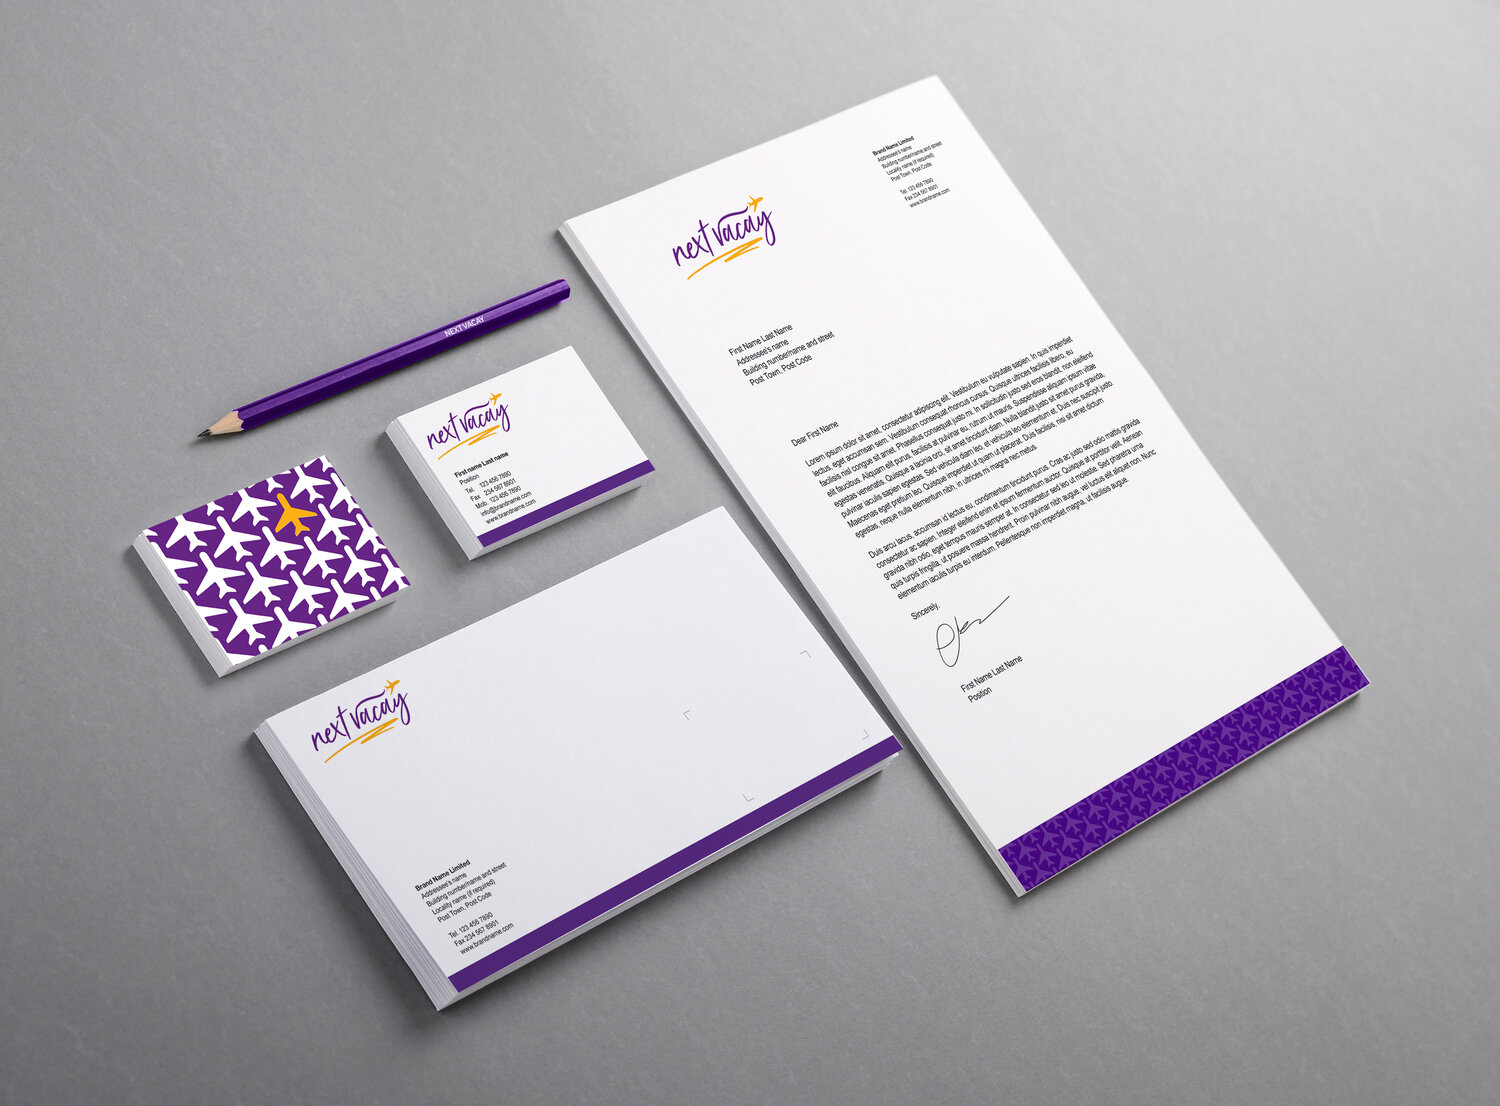 next vacay
Brand Name Limited
Addressee's name
Building number/name and street
Locality name (if required)
Post Town, Post Code
Tel. 123 456 7890
Fax 234 567 8901
www.brandname.com
First Name Last Name
Addressee's name
Building number/name and street
Post Town, Post Code
Dear First Name
Lorem ipsum dolor sit amet, consectetur adipiscing elit. Vestibulum eu vulputate sapien. In quis imperdiet
lectus, eget accumsan sem. Vestibulum consequat rhoncus cursus. Quisque ultrices facilisis libero, eu
facilisis nisl congue sit amet. Phasellus consequat justo mi. In sollicitudin justo sed eros blandit, non eleifend
elit faucibus. Aliquam elit purus, facilisis at pulvinar eu, rutrum ut mauris. Suspendisse aliquam ipsum vitae
egestas venenatis. Quisque a lacinia orci, sit amet tincidunt diam. Nulla blandit justo sit amet purus gravida,
pulvinar iaculis sapien egestas. Sed vehicula diam leo, et vehicula leo elementum et. Duis nec suscipit justo.
Maecenas eget pretium leo. Quisque imperdiet ut quam ut placerat. Duis facilisis, nisi sit amet dictum
egestas, neque nulla elementum nibh, in ultrices mi magna nec metus.
Duis arcu lacus, accumsan id lectus eu, condimentum tincidunt purus. Cras ac justo sed odio mattis gravida
consectetur ac sapien. Integer eleifend enim et ipsum fermentum auctor. Quisque at porttitor velit. Aenean
gravida nibh odio, eget tempus mauris semper at. In consectetur sed leo ut molestie. Sed pharetra urna
quis turpis fringilla, ut posuere massa hendrerit. Proin pulvinar nibh augue, vel luctus elit aliquet non. Nunc
elementum iaculis turpis eu interdum. Pellentesque non imperdiet magna, ut facilisis augue.
Sincerely,
First Name Last Name
Position
NEXT VACAY
next vacay
First name Last name
Position
Tel. 123 456 7890
Fax 234 567 8901
Mob. 123 456 7890
info@brandname.com
www.brandname.com
next vacay
Brand Name Limited
Addressee's name
Building number/name and street
Locality name (if required)
Post Town, Post Code
Tel. 123 456 7890
Fax 234 567 8901
www.brandname.com